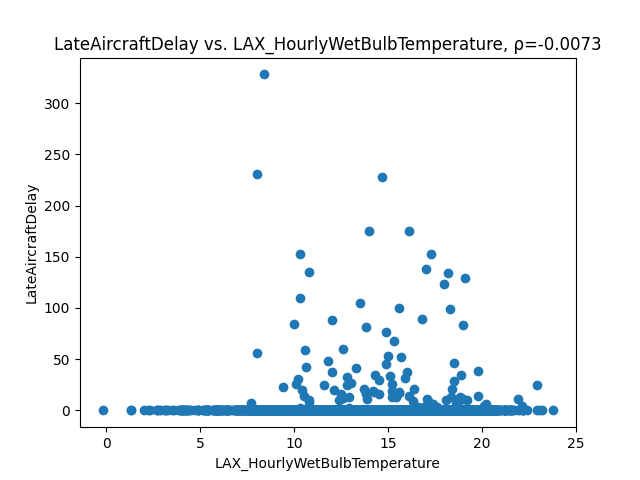 LateAircraftDelay vs. LAX_HourlyWetBulbTemperature, ρ=-0.0073
300
250
200
150
100
50
0
LateAircraftDelay
0 5 10 15 20 25
LAX_HourlyWetBulbTemperature